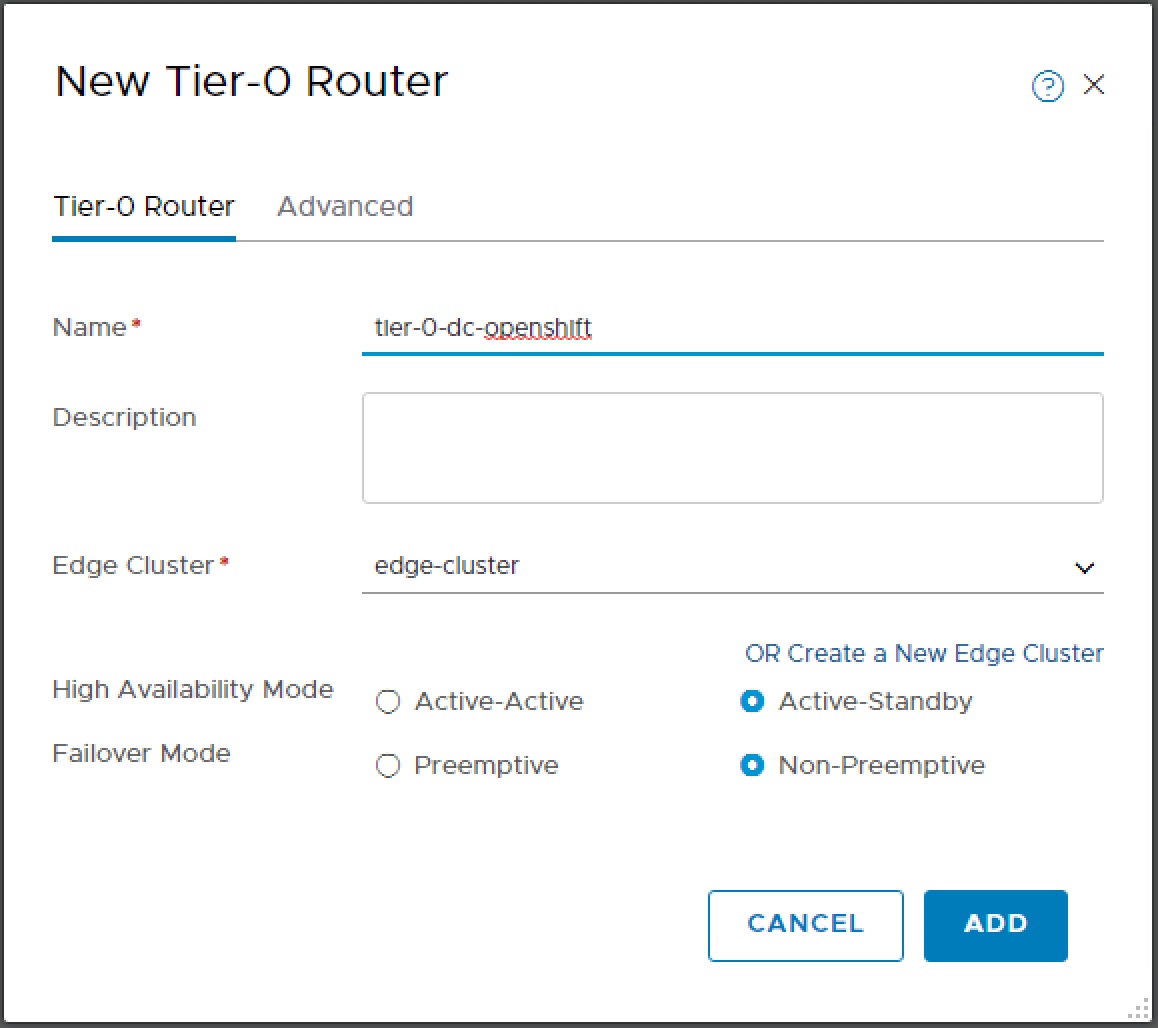 New Tier-0 Router
Tier-0 Router Advanced
Name* tier-0-dc-openshift
Description
Edge Cluster* edge-cluster
OR Create a New Edge Cluster
High Availability Mode Active-Active Active-Standby
Failover Mode Preemptive Non-Preemptive
CANCEL ADD